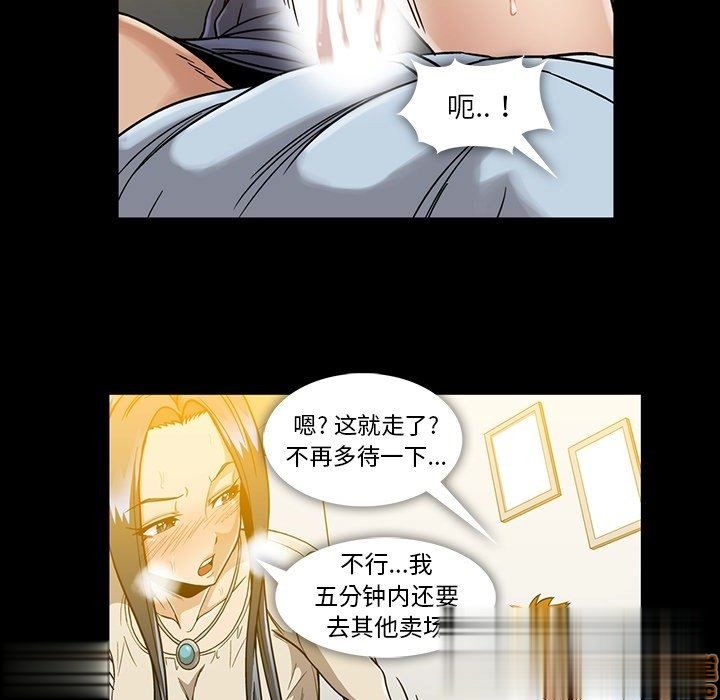 呃..！
嗯? 这就走了?
不再多待一下...
不行...我
五分钟内还要
去其他卖场